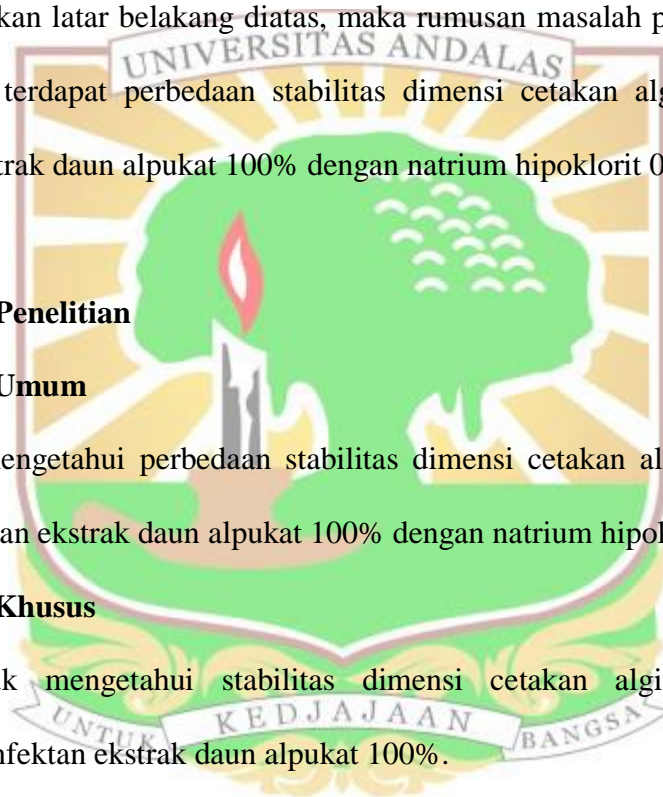 kan latar belakang diatas, maka rumusan masalah p
UNIVERSITAS ANDALAS
terdapat perbedaan stabilitas dimensi cetakan alg
trak daun alpukat 100% dengan natrium hipoklorit 0
Penelitian
Umum
mengetahui perbedaan stabilitas dimensi cetakan al
an ekstrak daun alpukat 100% dengan natrium hipok
Khusus
k mengetahui stabilitas dimensi cetakan algi
UNTUK KEDJAJAAN BANGSA
nfektan ekstrak daun alpukat 100%.